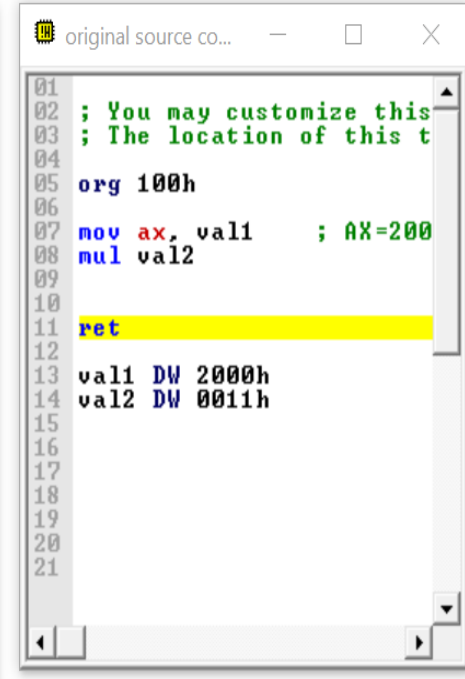 original source co...
01
02 ; You may customize this
03 ; The location of this t
04
05 org 100h
06
07 mov ax, val1 ; AX=200
08 mul val2
09
10
11 ret
12
13 val1 DW 2000h
14 val2 DW 0011h
15
16
17
18
19
20
21